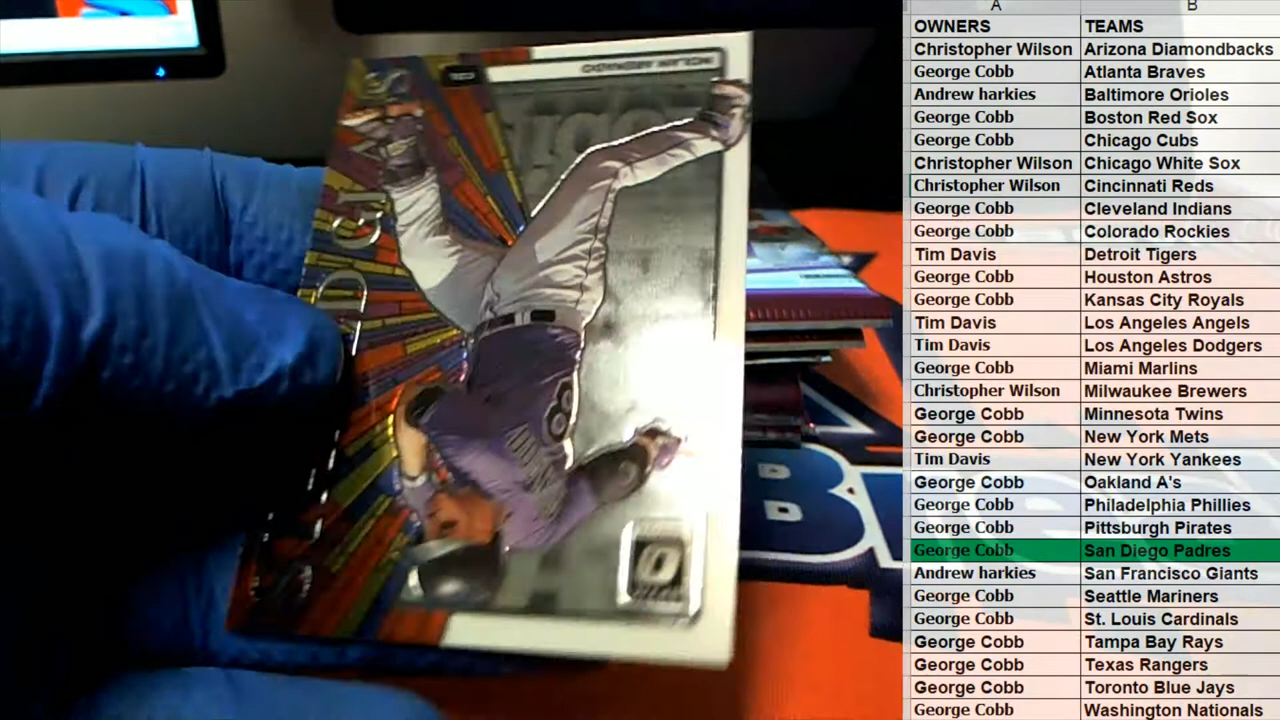 A B
OWNERS TEAMS
Christopher Wilson Arizona Diamondbacks
George Cobb Atlanta Braves
Andrew harkies Baltimore Orioles
George Cobb Boston Red Sox
George Cobb Chicago Cubs
Christopher Wilson Chicago White Sox
Christopher Wilson Cincinnati Reds
George Cobb Cleveland Indians
George Cobb Colorado Rockies
Tim Davis Detroit Tigers
George Cobb Houston Astros
George Cobb Kansas City Royals
Tim Davis Los Angeles Angels
Tim Davis Los Angeles Dodgers
George Cobb Miami Marlins
Christopher Wilson Milwaukee Brewers
George Cobb Minnesota Twins
George Cobb New York Mets
Tim Davis New York Yankees
George Cobb Oakland A's
George Cobb Philadelphia Phillies
George Cobb Pittsburgh Pirates
George Cobb San Diego Padres
Andrew harkies San Francisco Giants
George Cobb Seattle Mariners
George Cobb St. Louis Cardinals
George Cobb Tampa Bay Rays
George Cobb Texas Rangers
George Cobb Toronto Blue Jays
George Cobb Washington Nationals
NOLAN ARENADO
COL